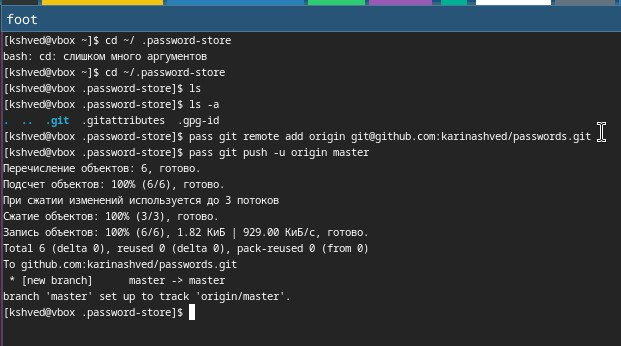 foot
[kshved@vbox ~]$ cd ~/ .password-store
bash: cd: слишком много аргументов
[kshved@vbox ~]$ cd ~/.password-store
[kshved@vbox .password-store]$ ls
[kshved@vbox .password-store]$ ls -a
.  ..  .git  .gitattributes  .gpg-id
[kshved@vbox .password-store]$ pass git remote add origin git@github.com:karinashved/passwords.git
[kshved@vbox .password-store]$ pass git push -u origin master
Перечисление объектов: 6, готово.
Подсчет объектов: 100% (6/6), готово.
При сжатии изменений используется до 3 потоков
Сжатие объектов: 100% (3/3), готово.
Запись объектов: 100% (6/6), 1.82 КиБ | 929.00 КиБ/с, готово.
Total 6 (delta 0), reused 0 (delta 0), pack-reused 0 (from 0)
To github.com:karinashved/passwords.git
 * [new branch]      master -> master
branch 'master' set up to track 'origin/master'.
[kshved@vbox .password-store]$